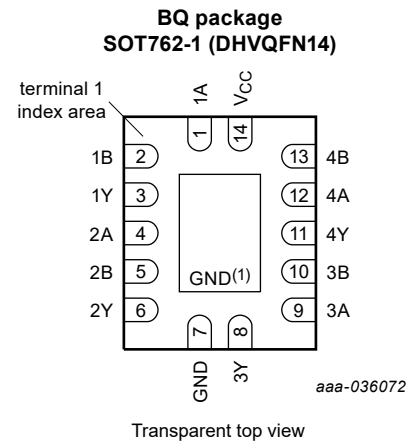 BQ package
SOT762-1 (DHVQFN14)
terminal 1
index area
1A
VCC
1
14
1B 2
13 4B
1Y 3
12 4A
2A 4
11 4Y
2B 5
10 3B
2Y 6
9 3A
GND(1)
7
8
GND
3Y
aaa-036072
Transparent top view